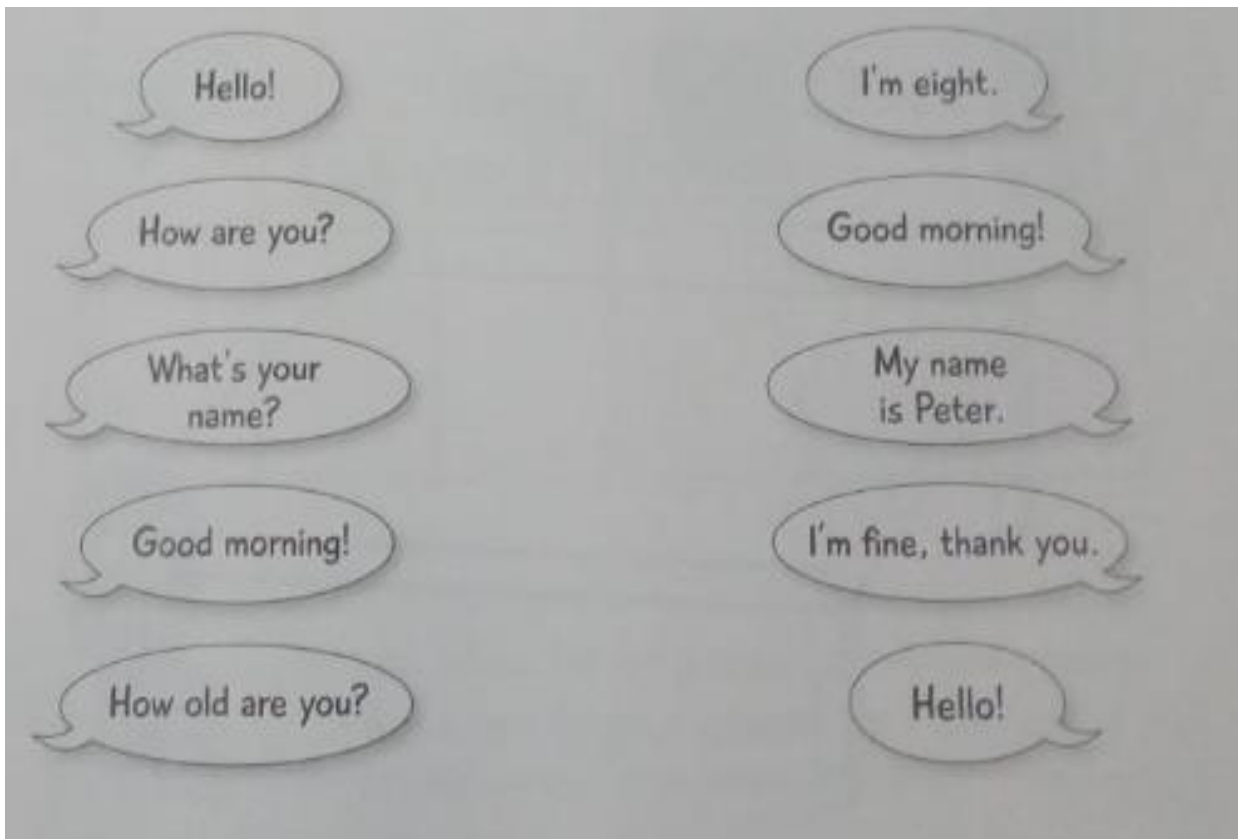 Hello!
I'm eight.
How are you?
Good morning!
What's your
name?
My name
is Peter.
Good morning!
I'm fine, thank you.
How old are you?
Hello!